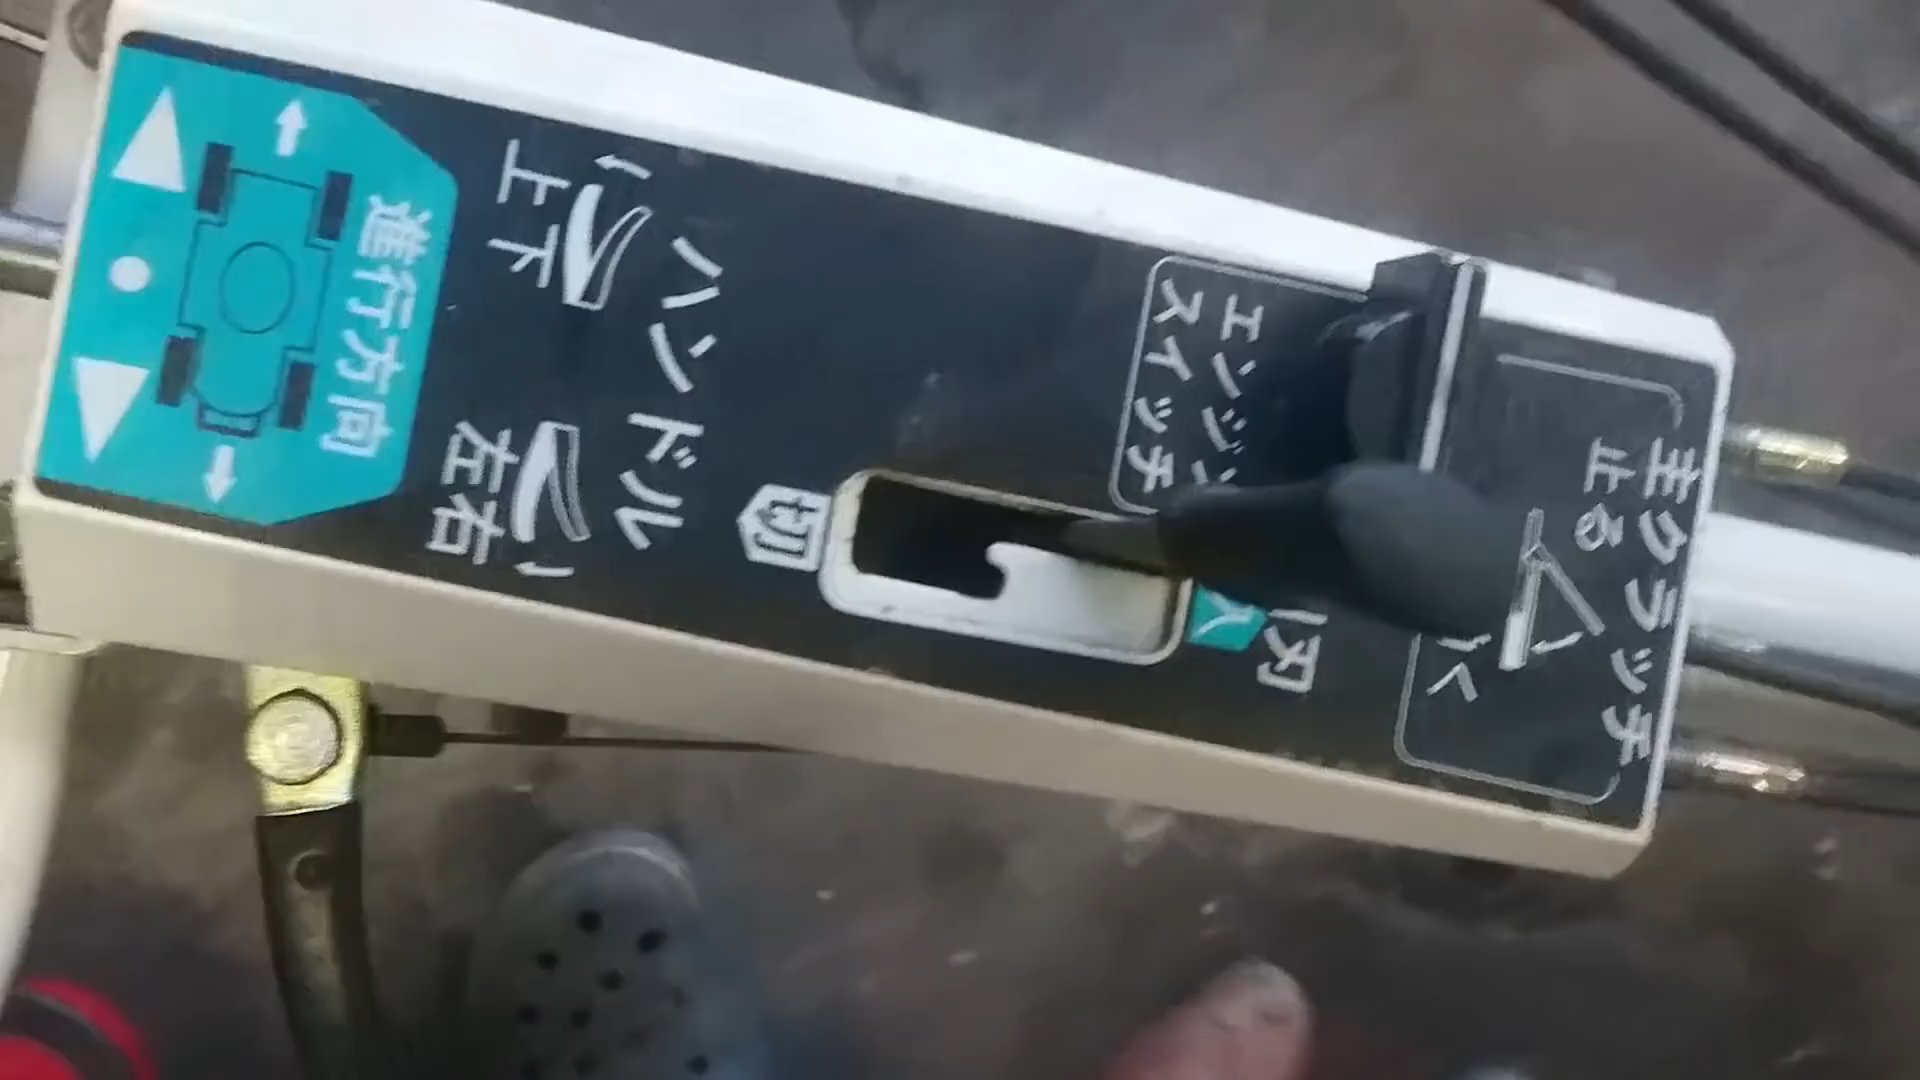 進行方向
上下
ハンドル
左右
切
エンジン
スイッチ
入
刃
主クラッチ
止る